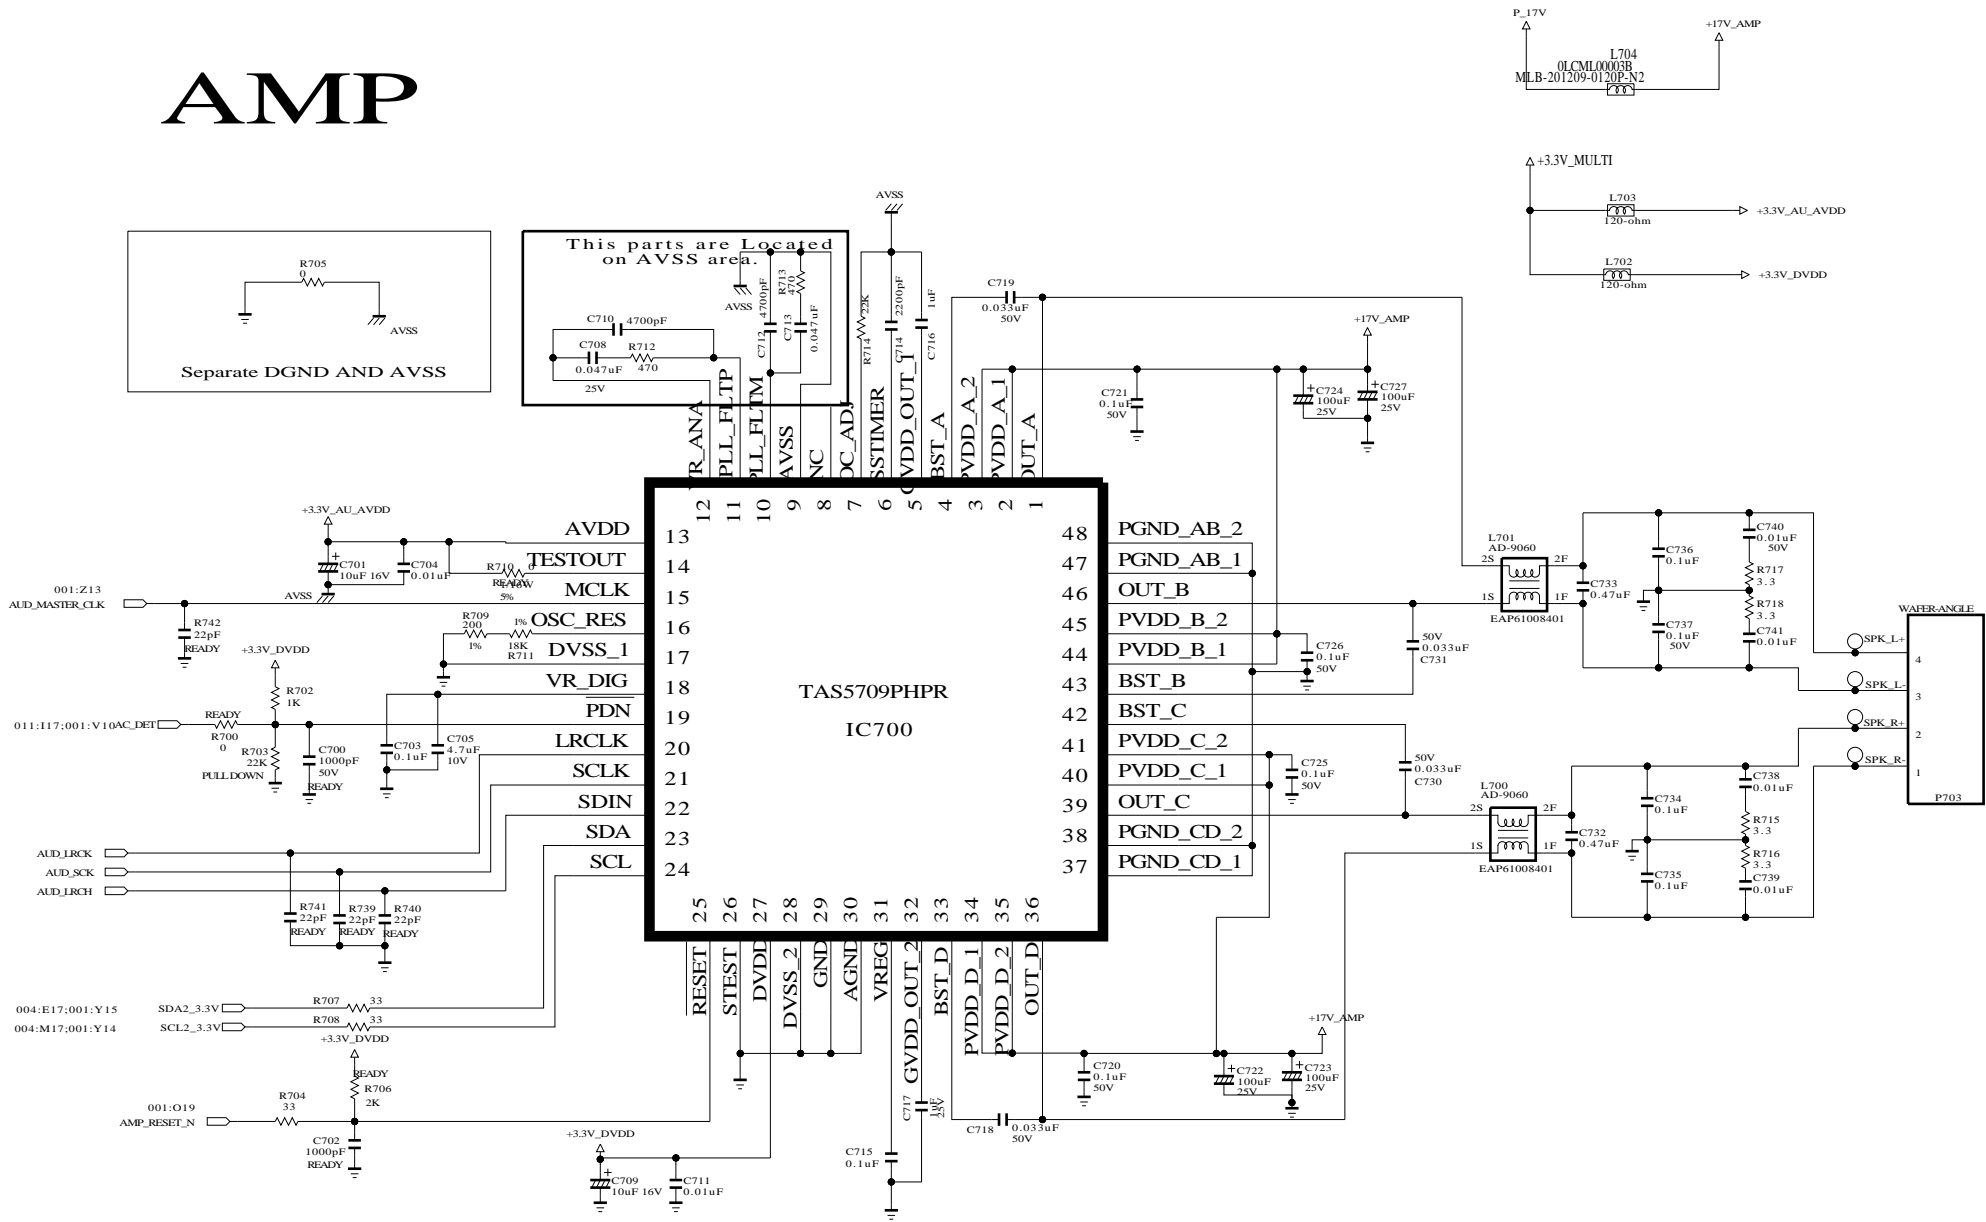 AMP
P_17V
+17V_AMP
L704
0LCML00003B
MLB-201209-0120P-N2
+3.3V_MULTI
L703
120-ohm
+3.3V_AU_AVDD
L702
120-ohm
+3.3V_DVDD
R705
0
AVSS
Separate DGND AND AVSS
This parts are Located
on AVSS area.
AVSS
C710
4700pF
C708
0.047uF
25V
R712
470
C712
4700pF
R713
470
C713
0.047uF
AVSS
R714
22K
C714
2200pF
C716
1uF
C719
0.033uF
50V
C721
0.1uF
50V
+17V_AMP
C724
100uF
25V
C727
100uF
25V
VR_ANA
PLL_FLTP
PLL_FLTM
AVSS
NC
OC_ADJ
SSTIMER
GVDD_OUT_1
BST_A
PVDD_A_2
PVDD_A_1
OUT_A
12
11
10
9
8
7
6
5
4
3
2
1
AVDD
13
TESTOUT
14
MCLK
15
OSC_RES
16
DVSS_1
17
VR_DIG
18
PDN
19
LRCLK
20
SCLK
21
SDIN
22
SDA
23
SCL
24
TAS5709PHPR
IC700
48
PGND_AB_2
47
PGND_AB_1
46
OUT_B
45
PVDD_B_2
44
PVDD_B_1
43
BST_B
42
BST_C
41
PVDD_C_2
40
PVDD_C_1
39
OUT_C
38
PGND_CD_2
37
PGND_CD_1
25
26
27
28
29
30
31
32
33
34
35
36
RESET
STEST
DVDD
DVSS_2
GND
AGND
VREG
GVDD_OUT_2
BST_D
PVDD_D_1
PVDD_D_2
OUT_D
+3.3V_AU_AVDD
C701
10uF 16V
C704
0.01uF
AVSS
R710
0
READY
1/16W
5%
001:Z13
AUD_MASTER_CLK
R742
22pF
READY
R709
200
1%
1%
18K
R711
+3.3V_DVDD
R702
1K
011:I17;001:V10
AC_DET
READY
R700
0
R703
22K
PULL DOWN
C700
1000pF
50V
READY
C703
0.1uF
C705
4.7uF
10V
AUD_LRCK
AUD_SCK
AUD_LRCH
R741
22pF
READY
R739
22pF
READY
R740
22pF
READY
004:E17;001:Y15
SDA2_3.3V
R707
33
004:M17;001:Y14
SCL2_3.3V
R708
33
+3.3V_DVDD
READY
R706
2K
001:O19
AMP_RESET_N
R704
33
C702
1000pF
READY
+3.3V_DVDD
C709
10uF 16V
C711
0.01uF
C715
0.1uF
C717
1uF
25V
C718
0.033uF
50V
C720
0.1uF
50V
+17V_AMP
C722
100uF
25V
C723
100uF
25V
C726
0.1uF
50V
50V
0.033uF
C731
C725
0.1uF
50V
50V
0.033uF
C730
L701
AD-9060
2S
2F
1S
1F
EAP61008401
C733
0.47uF
C736
0.1uF
C737
0.1uF
50V
C740
0.01uF
50V
R717
3.3
R718
3.3
C741
0.01uF
L700
AD-9060
2S
2F
1S
1F
EAP61008401
C732
0.47uF
C734
0.1uF
C735
0.1uF
C738
0.01uF
R715
3.3
R716
3.3
C739
0.01uF
WAFER-ANGLE
SPK_L+
4
SPK_L-
3
SPK_R+
2
SPK_R-
1
P703